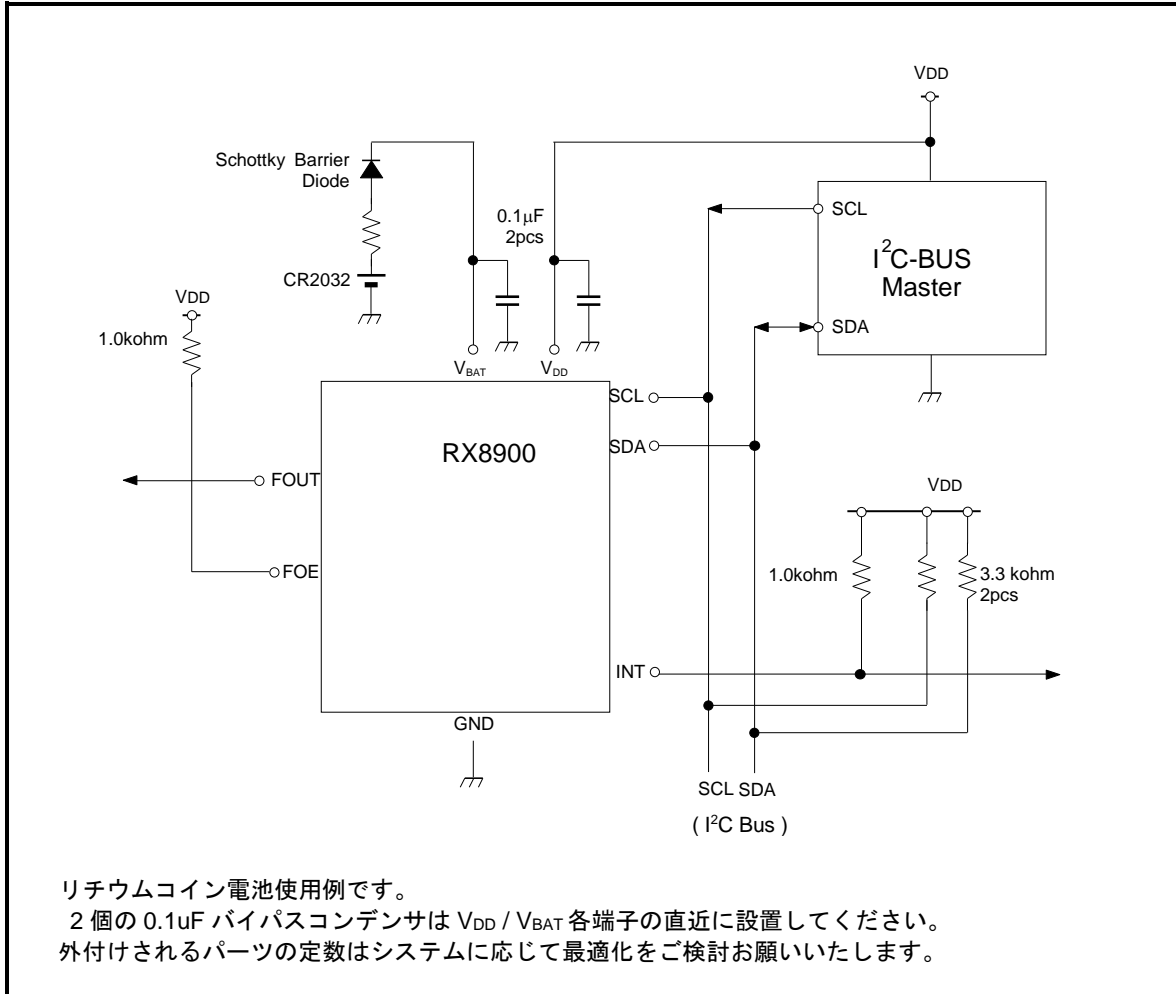 VDD
Schottky Barrier
Diode
0.1μF
2pcs
SCL
I²C-BUS
Master
CR2032
VDD
SDA
1.0kohm
VBAT
VDD
SCL
RX8900
SDA
FOUT
VDD
FOE
1.0kohm
3.3 kohm
2pcs
INT
GND
SCL SDA
( I²C Bus )
リチウムコイン電池使用例です。
2 個の 0.1uF バイパスコンデンサは VDD / VBAT 各端子の直近に設置してください。
外付けされるパーツの定数はシステムに応じて最適化をご検討お願いいたします。